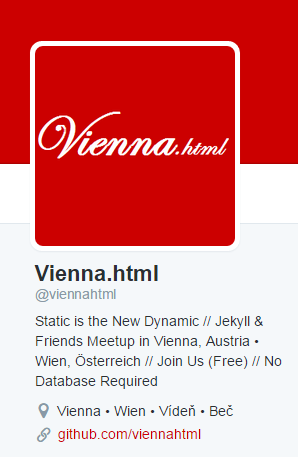 Vienna.html
Vienna.html
@viennahtml
Static is the New Dynamic // Jekyll &
Friends Meetup in Vienna, Austria •
Wien, Österreich // Join Us (Free) // No
Database Required
Vienna • Wien • Vídeň • Beč
github.com/viennahtml